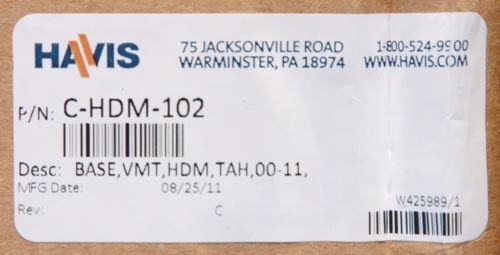 HAVIS
75 JACKSONVILLE ROAD
WARMINSTER, PA 18974
1-800-524-9900
WWW.HAVIS.COM
P/N: C-HDM-102
Desc: BASE,VMT,HDM,TAH,00-11,
MFG Date: 08/25/11
Rev: C
W425989/1